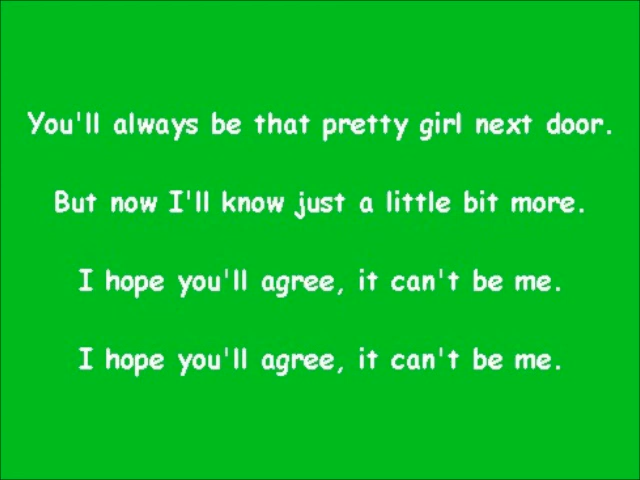 You'll always be that pretty girl next door.
But now I'll know just a little bit more.
I hope you'll agree, it can't be me.
I hope you'll agree, it can't be me.